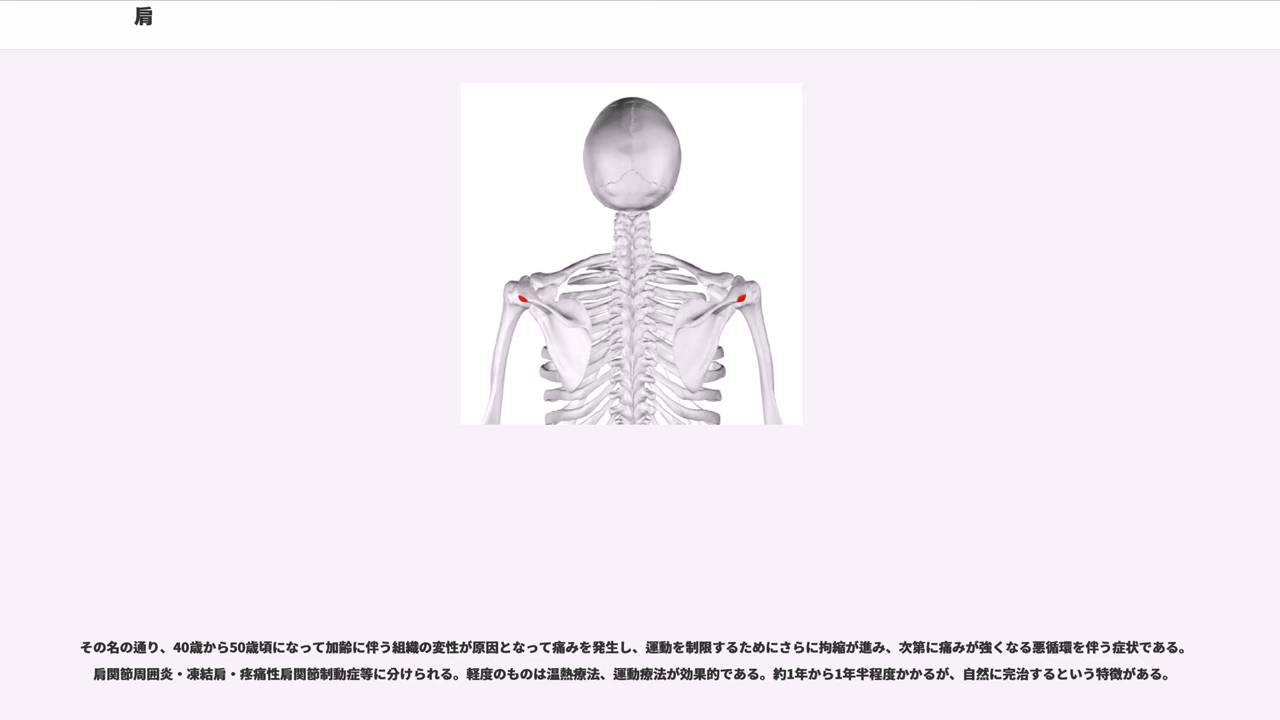 肩
その名の通り、40歳から50歳頃になって加齢に伴う組織の変性が原因となって痛みを発生し、運動を制限するためにさらに拘縮が進み、次第に痛みが強くなる悪循環を伴う症状である。
肩関節周囲炎・凍結肩・疼痛性肩関節制動症等に分けられる。軽度のものは温熱療法、運動療法が効果的である。約1年から1年半程度かかるが、自然に完治するという特徴がある。